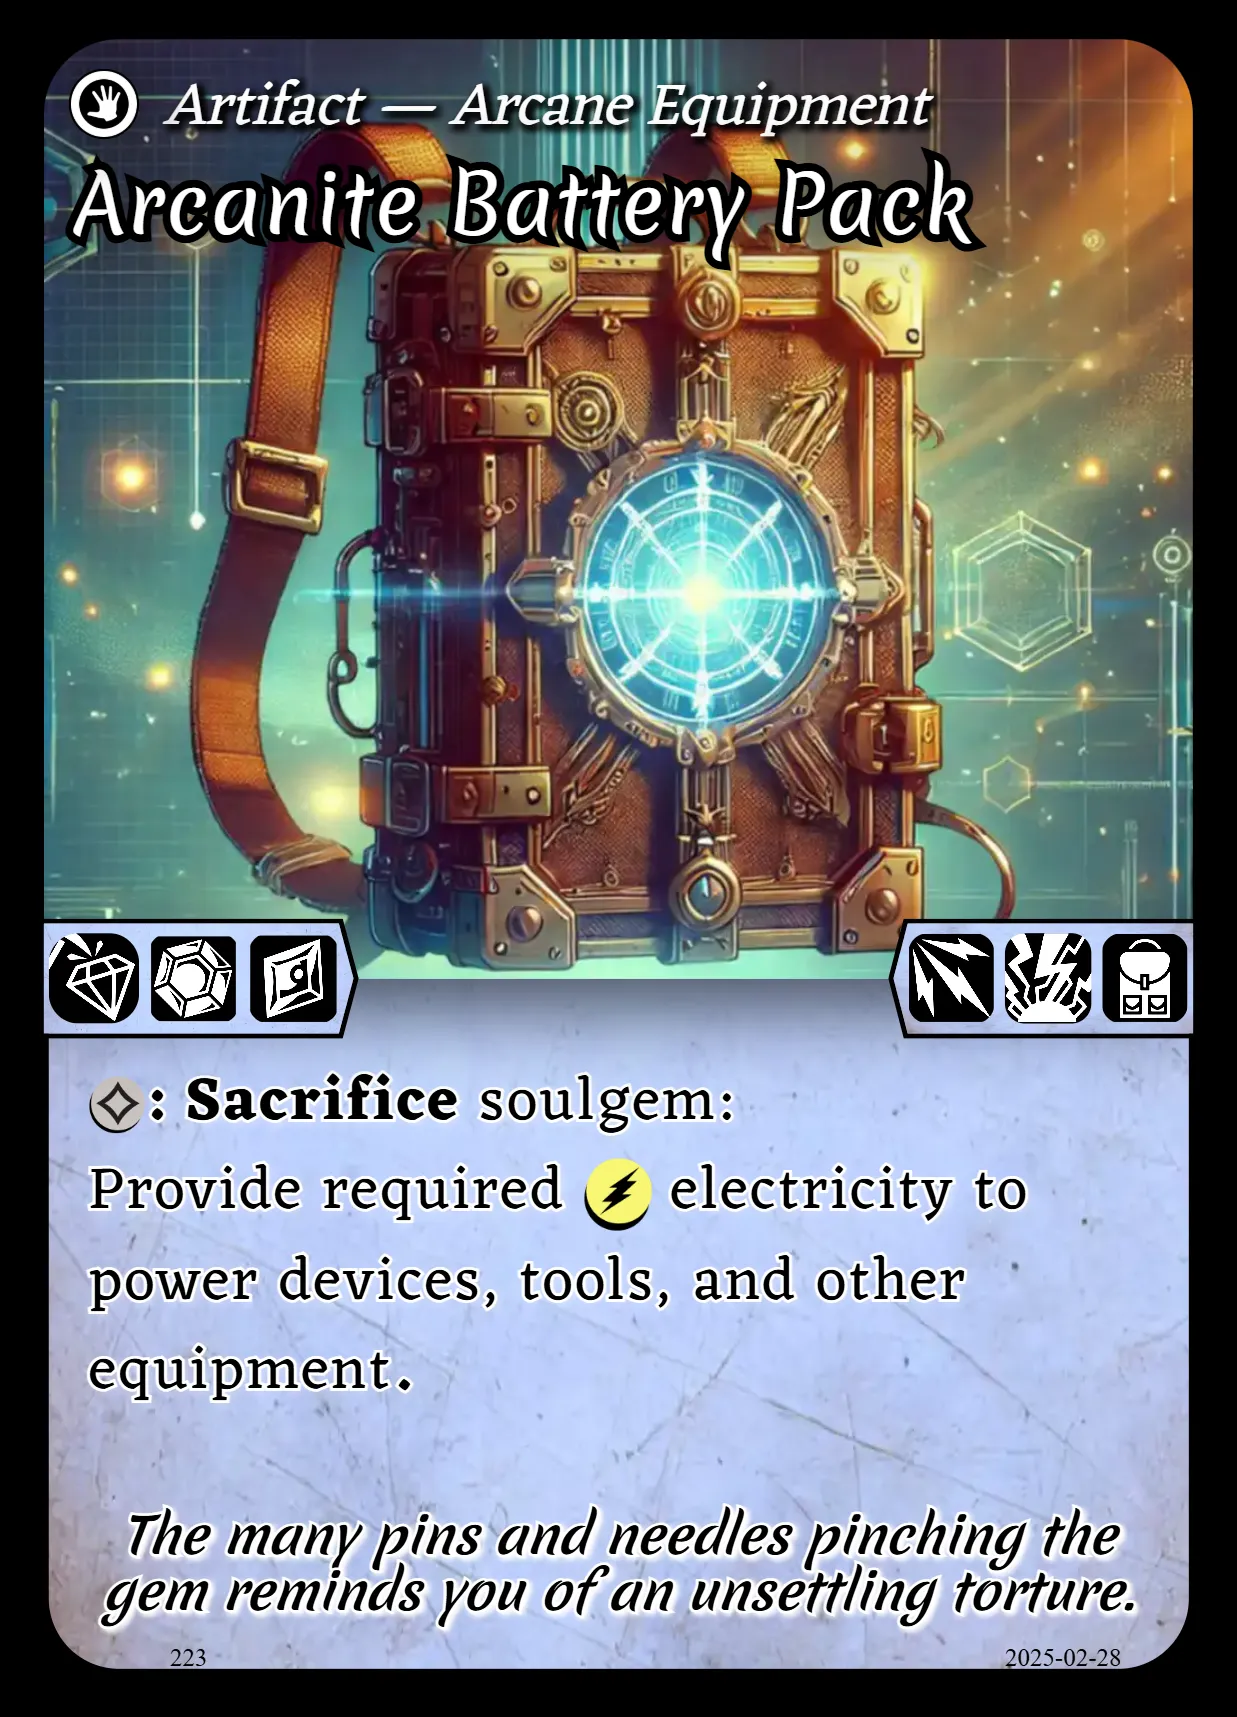 Artifact — Arcane Equipment
Arcanite Battery Pack
: Sacrifice soulgem:
Provide required electricity to
power devices, tools, and other
equipment.
The many pins and needles pinching the
gem reminds you of an unsettling torture.
223
2025-02-28